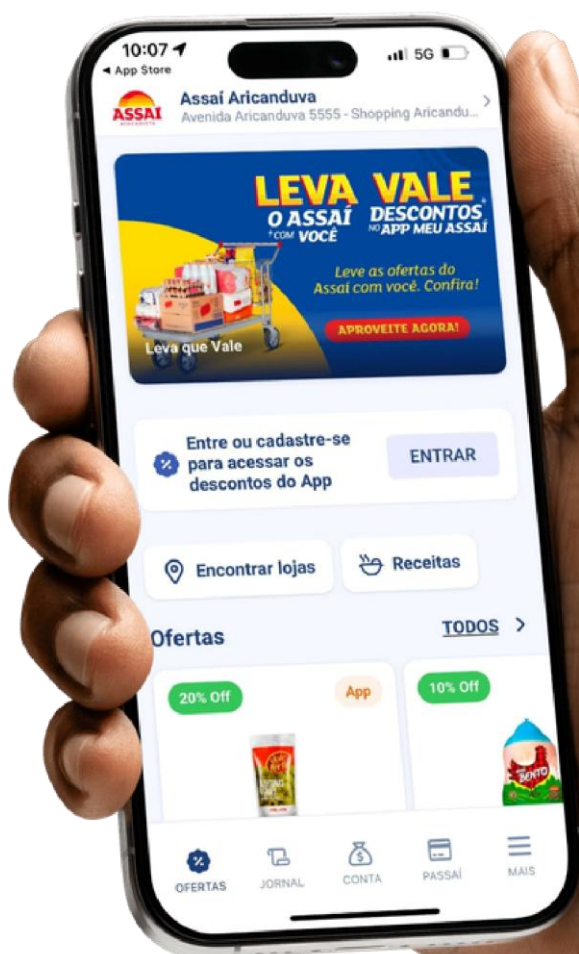 10:07
5G
App Store
ASSAÍ
ATACADISTA
Assaí Aricanduva
Avenida Aricanduva 5555 - Shopping Aricandu...
LEVA
O ASSAÍ
COM VOCÊ
VALE
DESCONTOS
NO APP MEU ASSAÍ
Leve as ofertas do
Assaí com você. Confira!
APROVEITE AGORA!
Leva que Vale
Entre ou cadastre-se
para acessar os
descontos do App
ENTRAR
Encontrar lojas
Receitas
Ofertas
TODOS
20% Off
App
10% Off
BENTO
OFERTAS
JORNAL
CONTA
PASSAÍ
MAIS